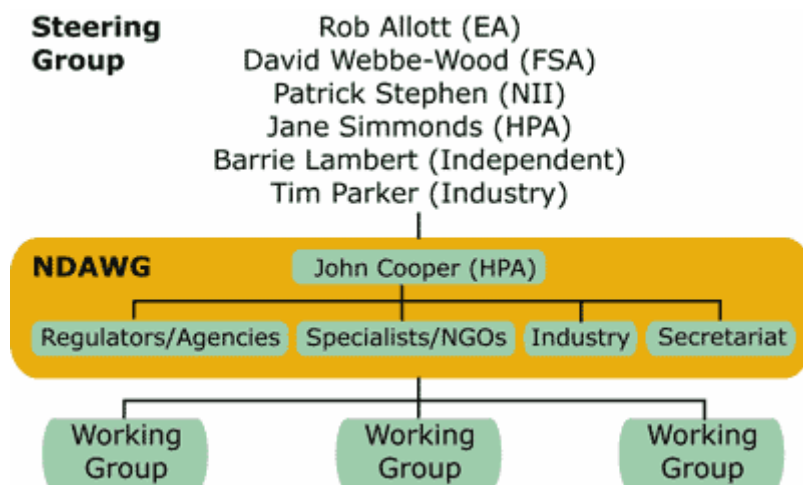 Steering Group
Rob Allott (EA)
David Webbe-Wood (FSA)
Patrick Stephen (NII)
Jane Simmonds (HPA)
Barrie Lambert (Independent)
Tim Parker (Industry)
NDAWG
John Cooper (HPA)
Regulators/Agencies
Specialists/NGOs
Industry
Secretariat
Working
Group
Working
Group
Working
Group